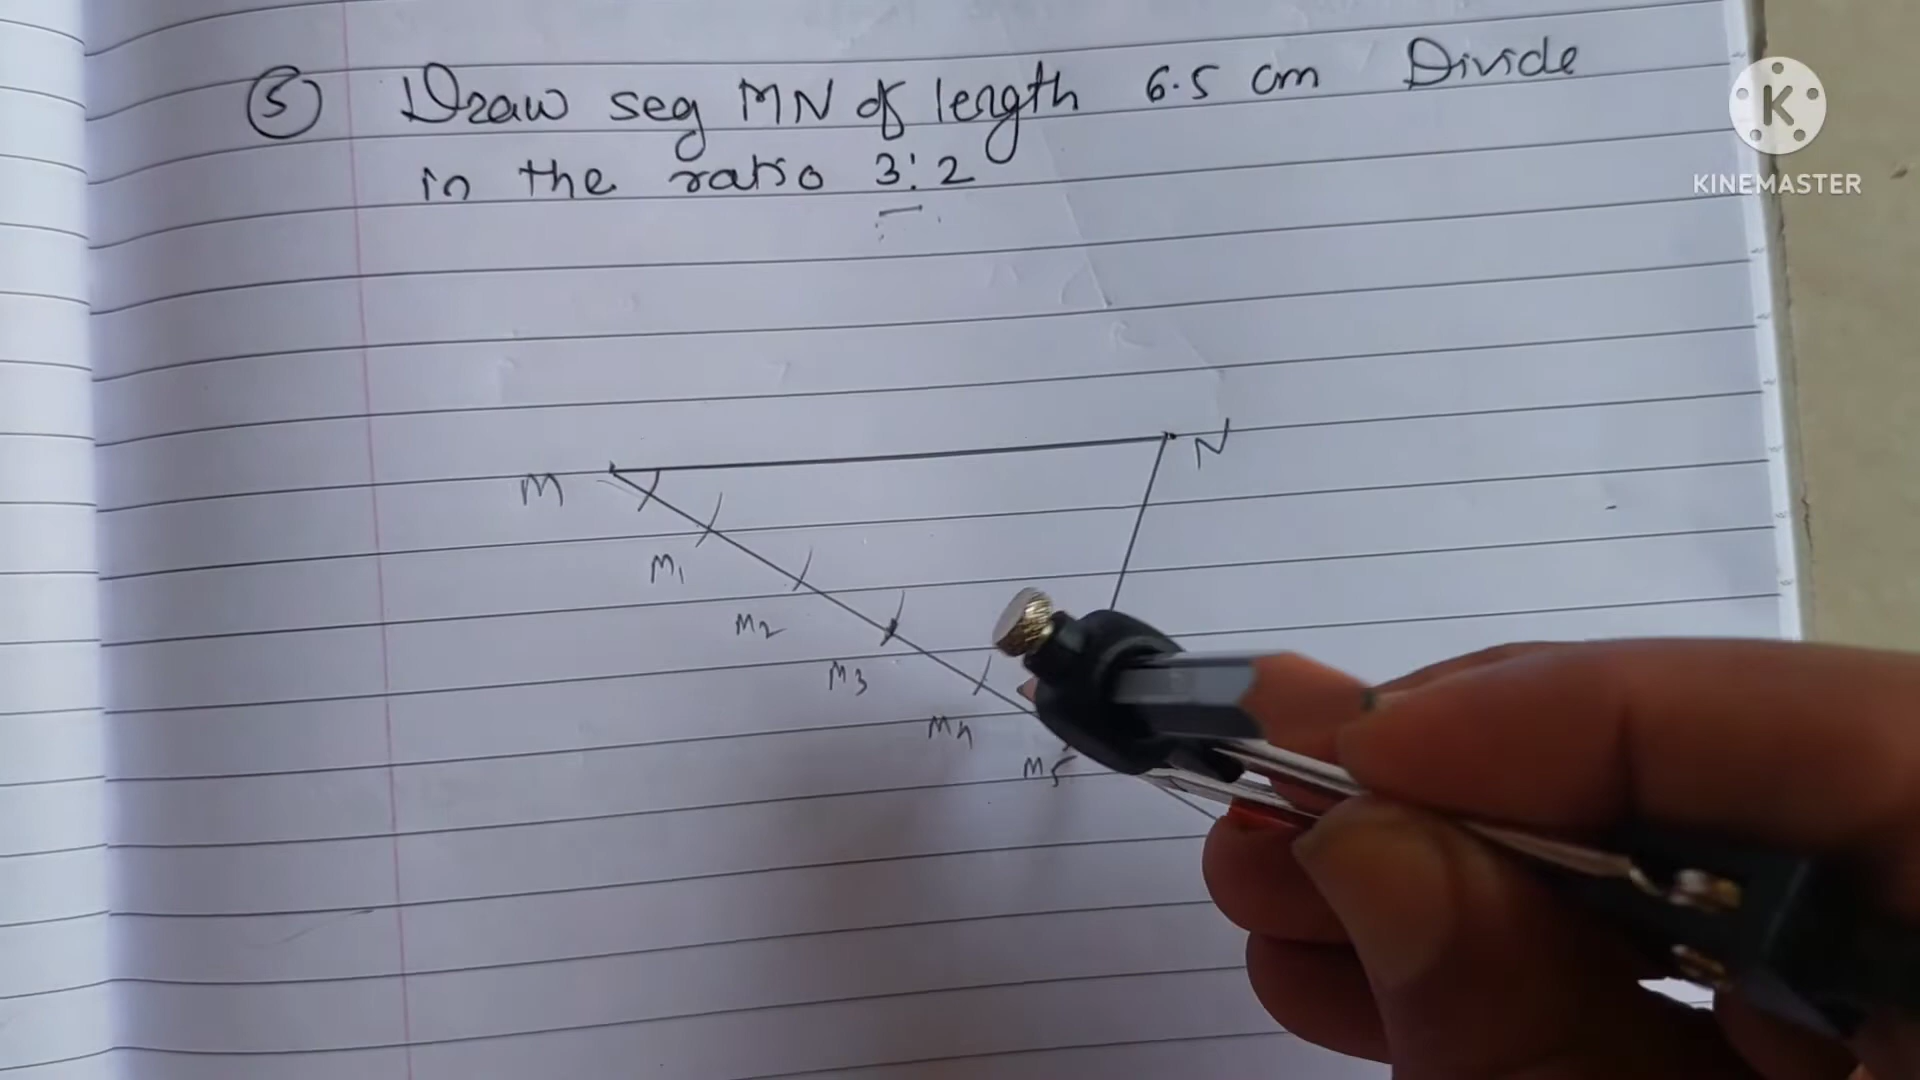 5 Draw seg MN of length 6.5 cm Divide
in the ratio 3:2
K
KINEMASTER
M
N
M1
M2
M3
M4
M5